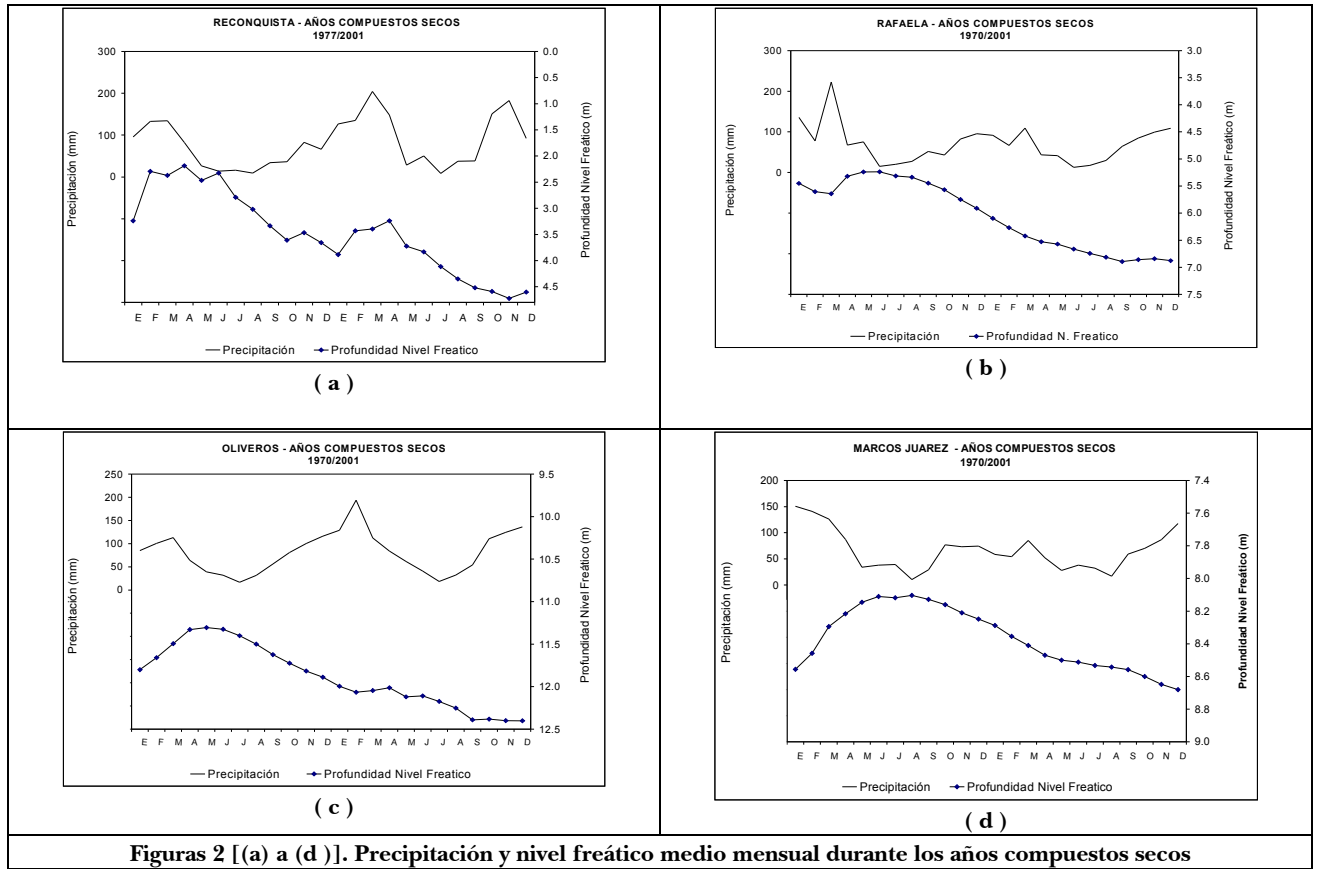 RECONQUISTA - AÑOS COMPUESTOS SECOS
1977/2001
300
200
100
0
0.0
0.5
1.0
1.5
2.0
2.5
3.0
3.5
4.0
4.5
Precipitación (mm)
Profundidad Nivel Freático (m)
E F M A M J J A S O N D E F M A M J J A S O N D
Precipitación Profundidad Nivel Freatico
( a )
RAFAELA - AÑOS COMPUESTOS SECOS
1970/2001
300
200
100
0
3.0
3.5
4.0
4.5
5.0
5.5
6.0
6.5
7.0
7.5
Precipitación (mm)
Profundidad Nivel Freático (m)
E F M A M J J A S O N D E F M A M J J A S O N D
Precipitación Profundidad N. Freatico
( b )
OLIVEROS - AÑOS COMPUESTOS SECOS
1970/2001
250
200
150
100
50
0
9.5
10.0
10.5
11.0
11.5
12.0
12.5
Precipitación (mm)
Profundidad Nivel Freático (m)
E F M A M J J A S O N D E F M A M J J A S O N D
Precipitación Profundidad Nivel Freatico
( c )
MARCOS JUAREZ - AÑOS COMPUESTOS SECOS
1970/2001
200
150
100
50
0
7.4
7.6
7.8
8.0
8.2
8.4
8.6
8.8
9.0
Precipitación (mm)
Profundidad Nivel Freático (m)
E F M A M J J A S O N D E F M A M J J A S O N D
Precipitación Profundidad Nivel Freatico
( d )
Figuras 2 [(a) a (d )]. Precipitación y nivel freático medio mensual durante los años compuestos secos